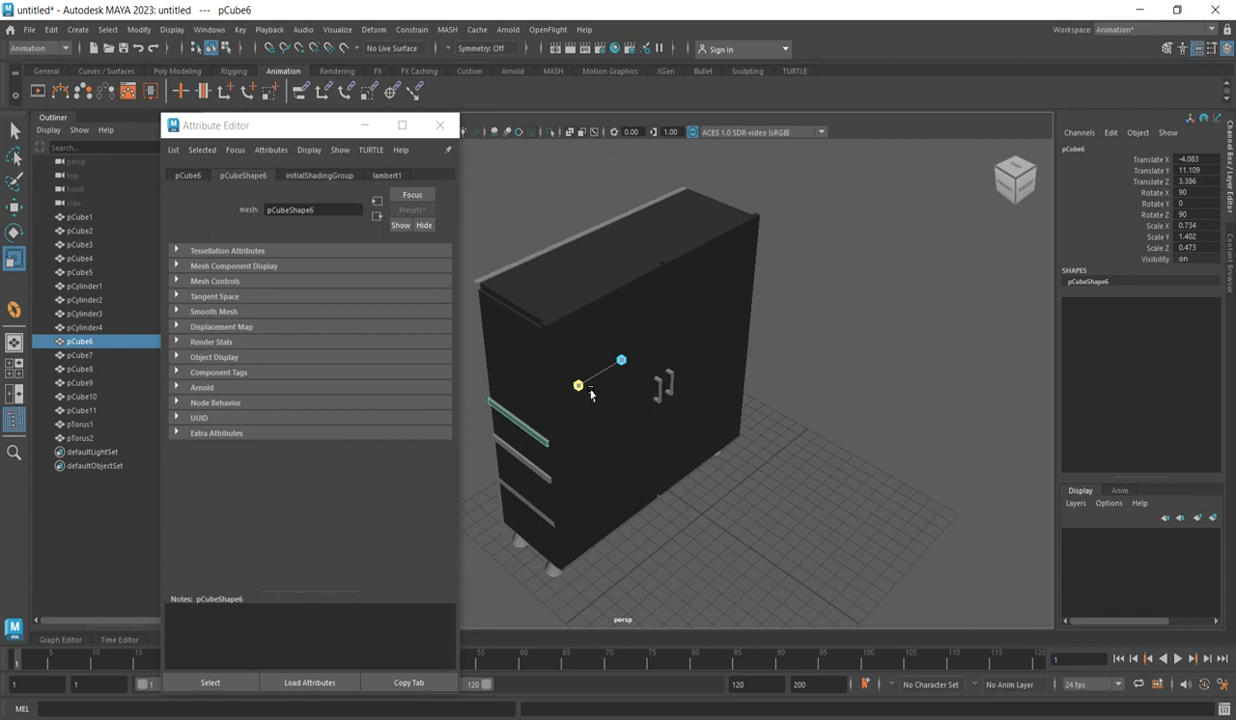 untitled* - Autodesk MAYA 2023: untitled --- pCube6
File Edit Create Select Modify Display Windows Key Playback Audio Visualize Deform Constrain MASH Cache Arnold OpenFlight Help
Workspace: Animation*
Animation
No Live Surface
Symmetry: Off
Sign In
General Curves / Surfaces Poly Modeling Rigging Animation Rendering FX FX Caching Custom Arnold MASH Motion Graphics XGen Bullet Sculpting TURTLE
Outliner
Display Show Help
Search...
persp
top
front
side
pCube1
pCube2
pCube3
pCube4
pCube5
pCylinder1
pCylinder2
pCylinder3
pCylinder4
pCube6
pCube7
pCube8
pCube9
pCube10
pCube11
pTorus1
pTorus2
defaultLightSet
defaultObjectSet
Attribute Editor
List Selected Focus Attributes Display Show TURTLE Help
pCube6 pCubeShape6 initialShadingGroup lambert1
mesh: pCubeShape6
Focus
Presets*
Show Hide
Tessellation Attributes
Mesh Component Display
Mesh Controls
Tangent Space
Smooth Mesh
Displacement Map
Render Stats
Object Display
Component Tags
Arnold
Node Behavior
UUID
Extra Attributes
Notes: pCubeShape6
Select Load Attributes Copy Tab
0.00 1.00 ACES 1.0 SDR-video (sRGB)
persp
Channels Edit Object Show
pCube6
Translate X -4.083
Translate Y 11.109
Translate Z 3.386
Rotate X 90
Rotate Y 0
Rotate Z 90
Scale X 0.734
Scale Y 1.402
Scale Z 0.473
Visibility on
SHAPES
pCubeShape6
Display Anim
Layers Options Help
Channel Box / Layer Editor
Content Browser
Graph Editor Time Editor
1 5 10 15 55 60 65 70 75 80 85 90 95 100 105 110 115 120 1
1 1 1 120 120 200 No Character Set No Anim Layer 24 fps
MEL